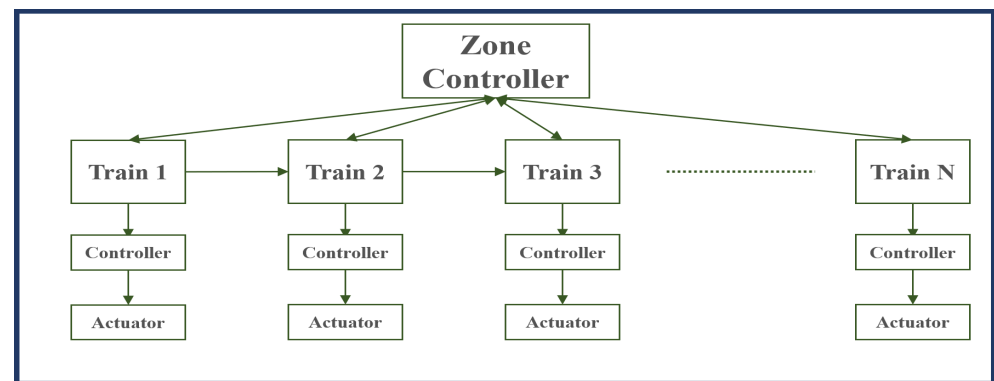 Zone
Controller
Train 1
Train 2
Train 3
Train N
Controller
Controller
Controller
Controller
Actuator
Actuator
Actuator
Actuator